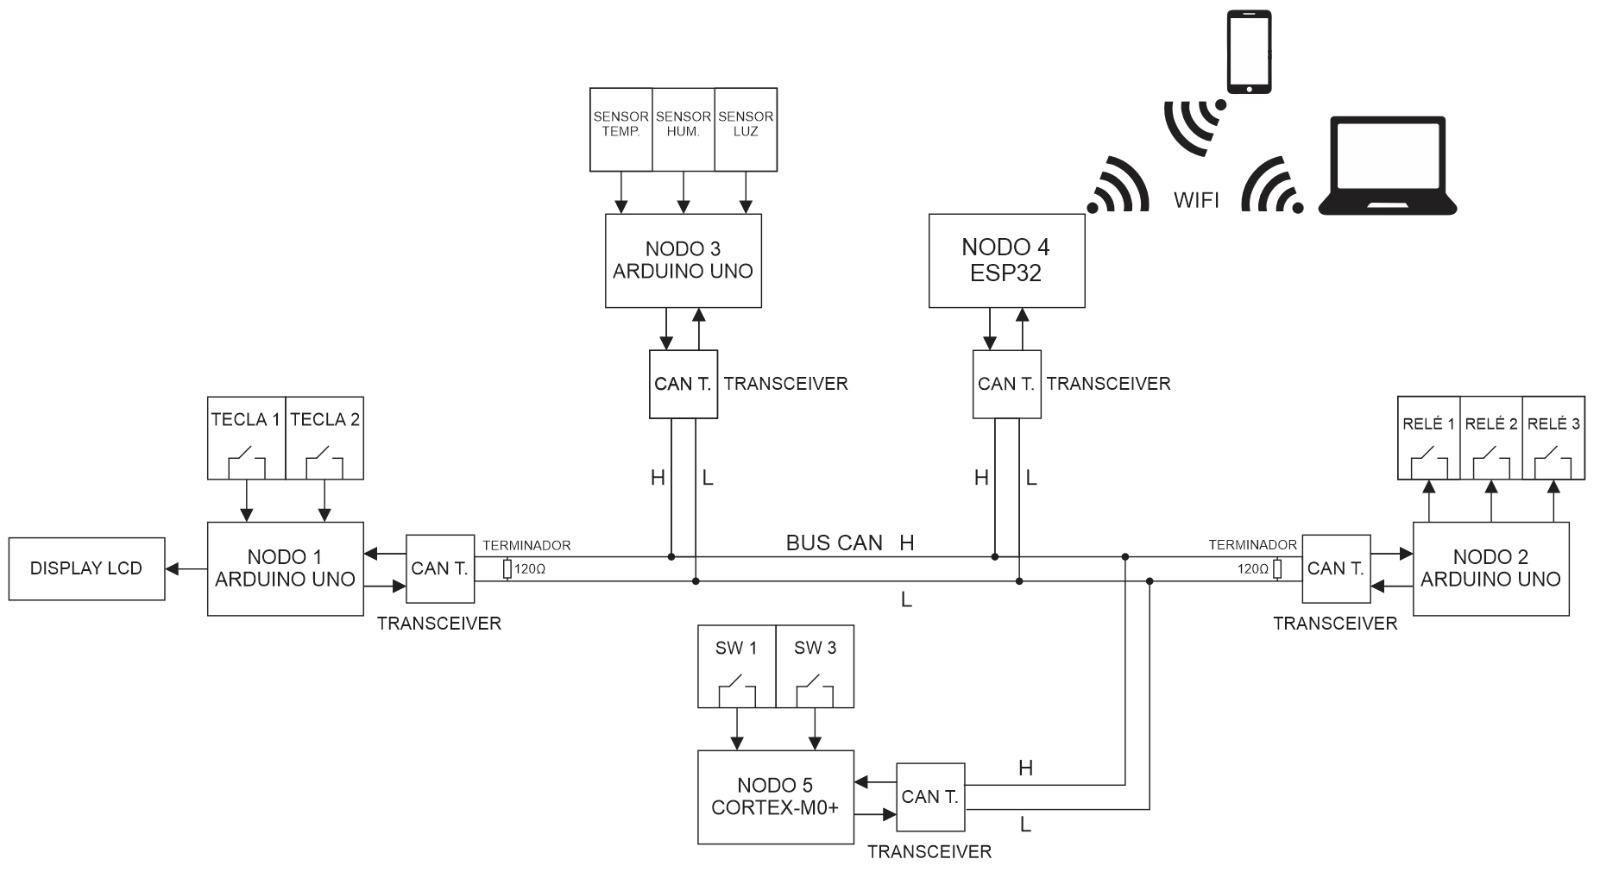 WIFI
SENSOR TEMP.
SENSOR HUM.
SENSOR LUZ
NODO 3
ARDUINO UNO
NODO 4
ESP32
CAN T.
TRANSCEIVER
CAN T.
TRANSCEIVER
TECLA 1
TECLA 2
RELÉ 1
RELÉ 2
RELÉ 3
H
L
H
L
DISPLAY LCD
NODO 1
ARDUINO UNO
CAN T.
TRANSCEIVER
TERMINADOR
120Ω
BUS CAN H
L
TERMINADOR
120Ω
CAN T.
TRANSCEIVER
NODO 2
ARDUINO UNO
SW 1
SW 3
NODO 5
CORTEX-M0+
CAN T.
TRANSCEIVER
H
L